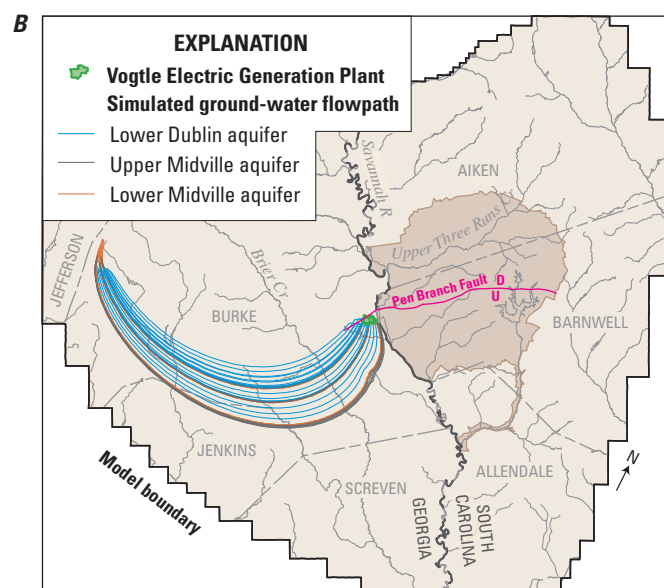 B
EXPLANATION
Vogtle Electric Generation Plant
Simulated ground-water flowpath
Lower Dublin aquifer
Upper Midville aquifer
Lower Midville aquifer
Savannah R
AIKEN
Upper Three Runs Cr
JEFFERSON
Brier Cr
BURKE
Pen Branch Fault
D
U
BARNWELL
JENKINS
Model boundary
SCREVEN
ALLENDALE
GEORGIA
SOUTH
CAROLINA
N